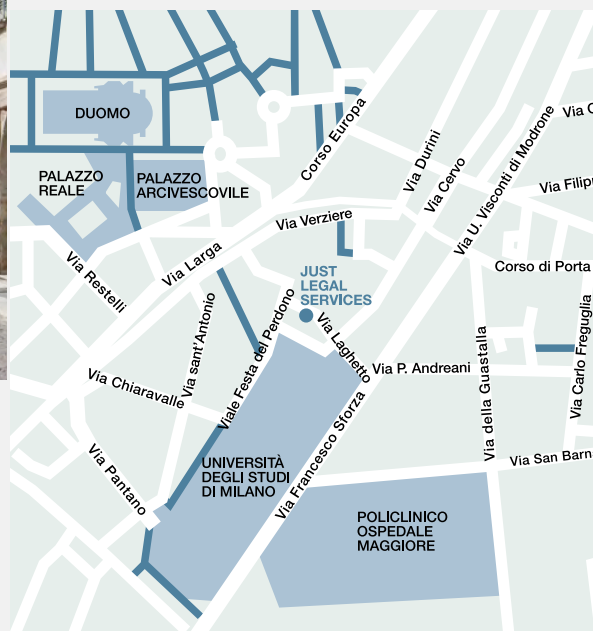 DUOMO
PALAZZO
REALE
PALAZZO
ARCIVESCOVILE
Corso Europa
Via Durini
Via Cervo
Via U. Visconti di Modrone
Via Verziere
Via Larga
Via Restelli
Corso di Porta
JUST
LEGAL
SERVICES
Via Laghetto
Viale Festa del Perdono
Via sant'Antonio
Via Chiaravalle
Via Pantano
Via P. Andreani
Via della Guastalla
Via Carlo Freguglia
Via Francesco Sforza
UNIVERSITÀ
DEGLI STUDI
DI MILANO
POLICLINICO
OSPEDALE
MAGGIORE
Via San Barn
Via Filipp
Via